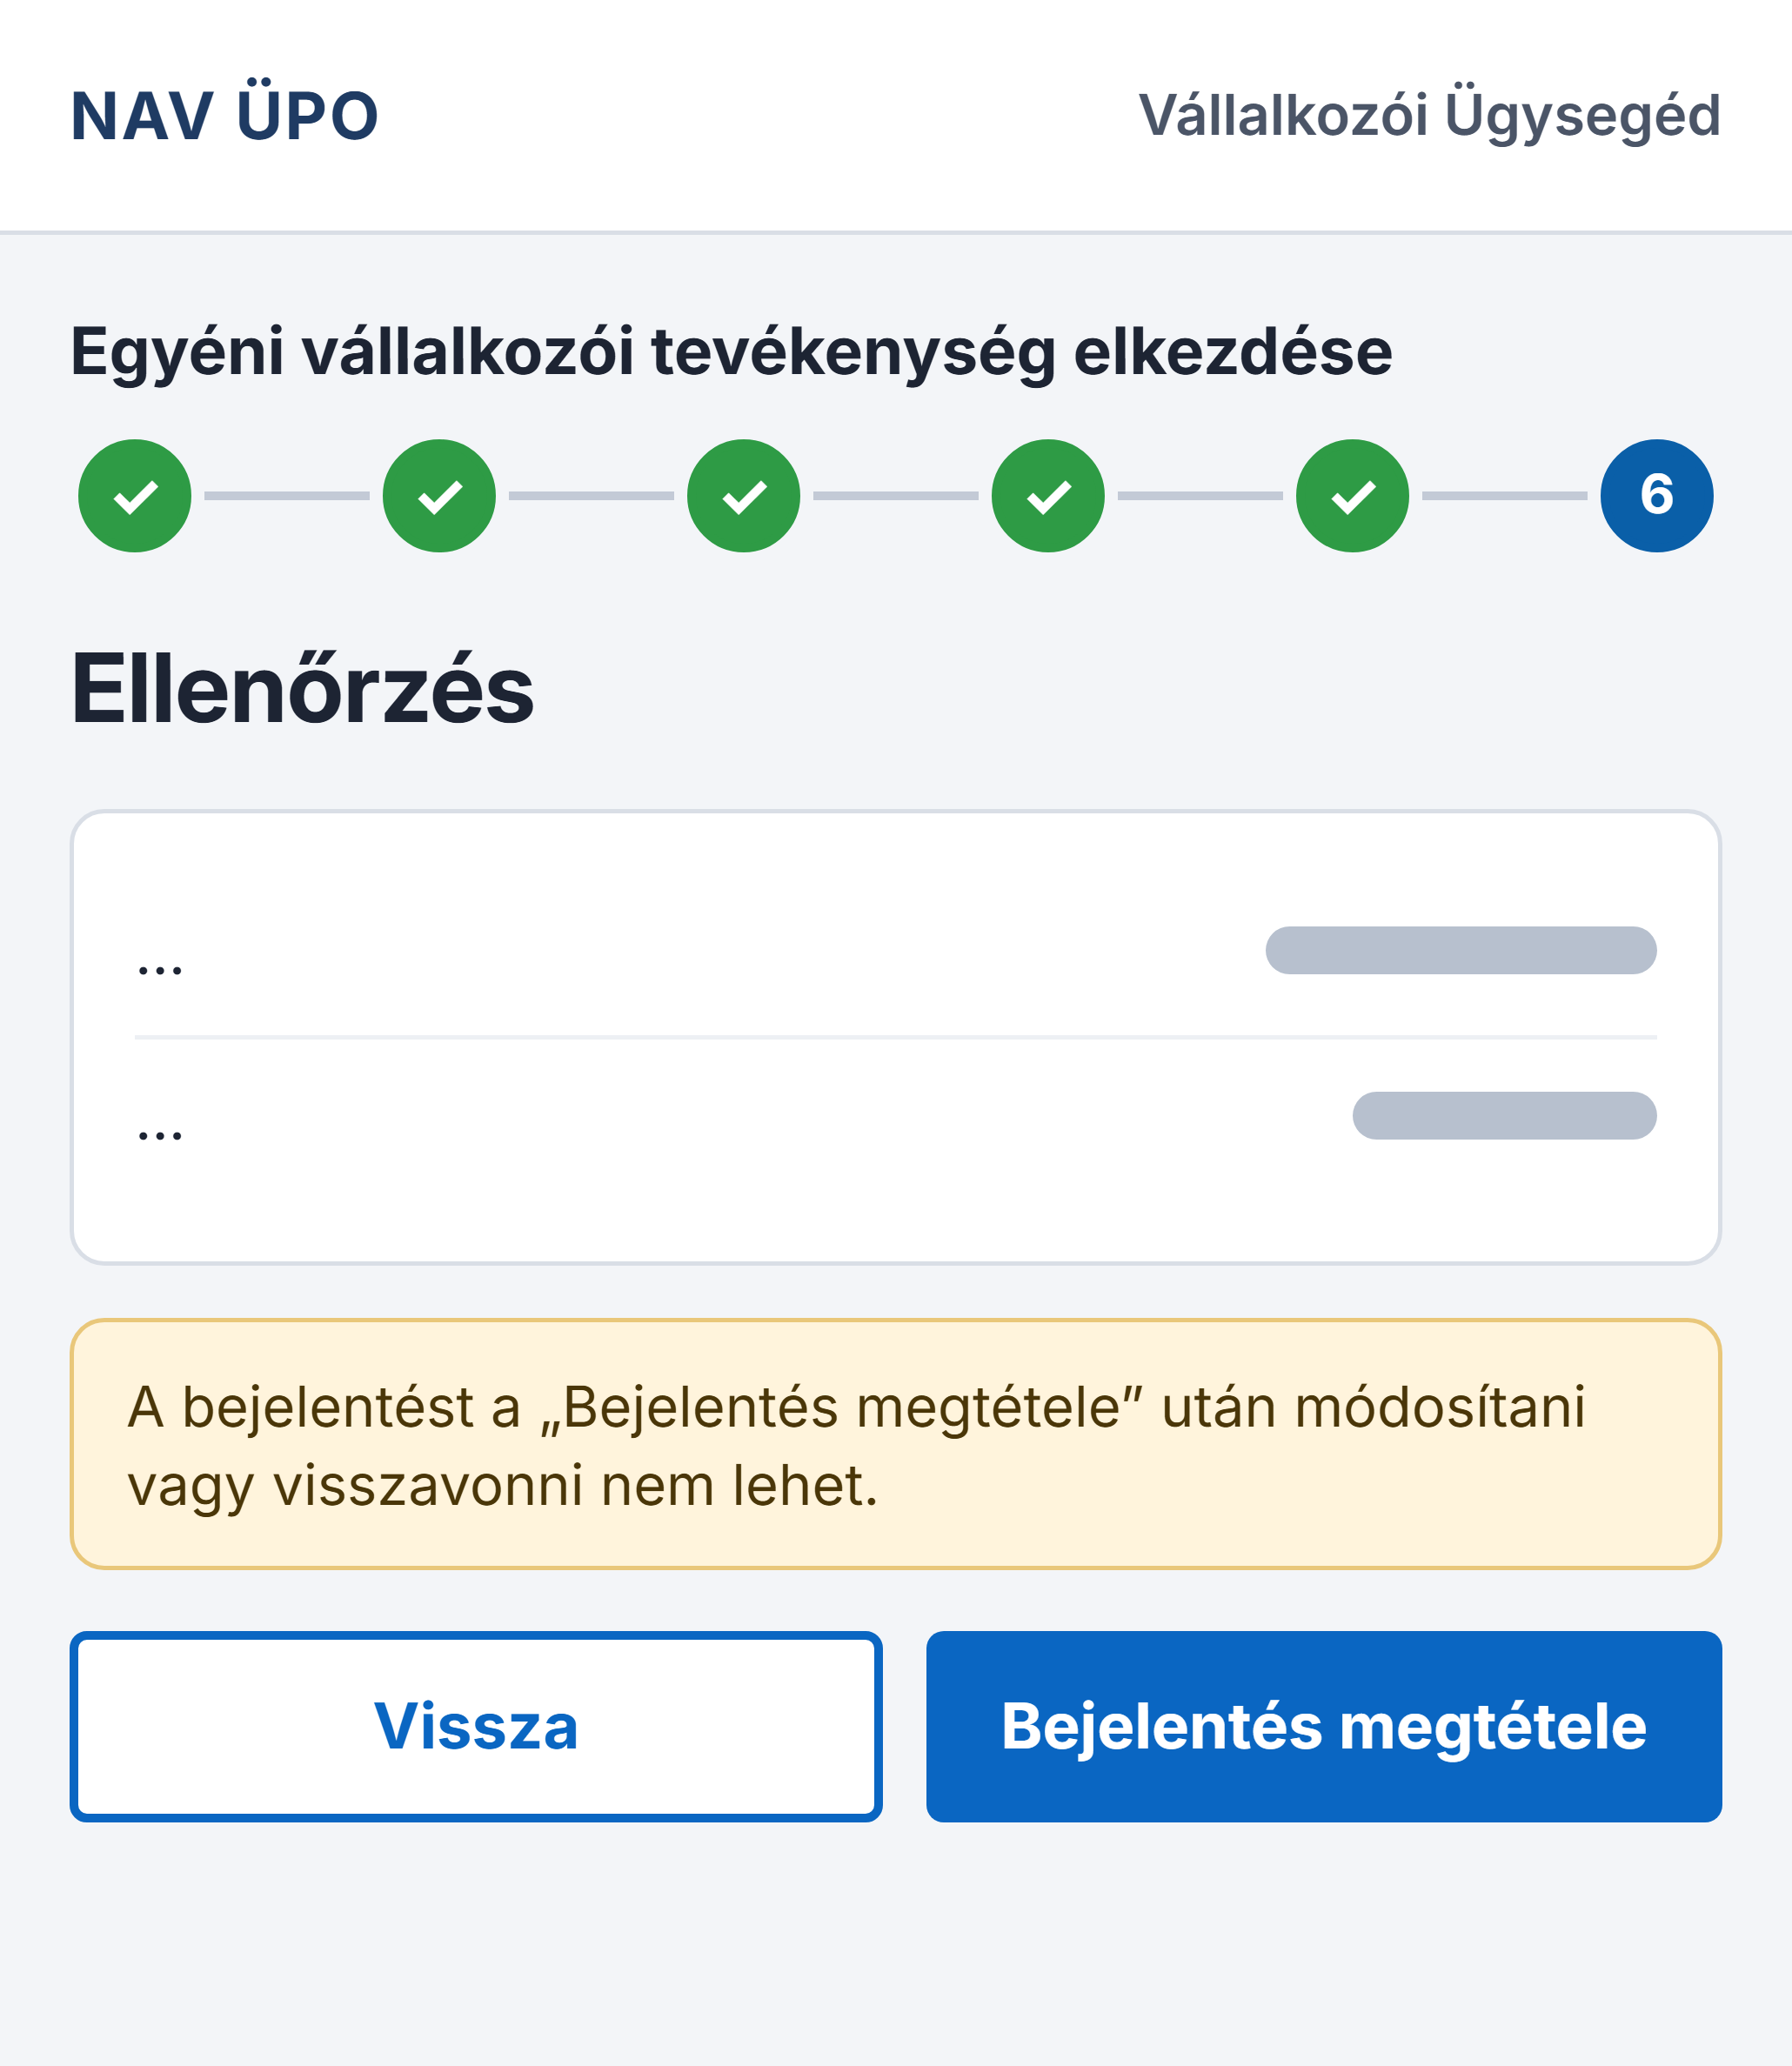 NAV ÜPO
Vállalkozói Ügysegéd
Egyéni vállalkozói tevékenység elkezdése
6
Ellenőrzés
...
...
A bejelentést a „Bejelentés megtétele” után módosítani
vagy visszavonni nem lehet.
Vissza
Bejelentés megtétele